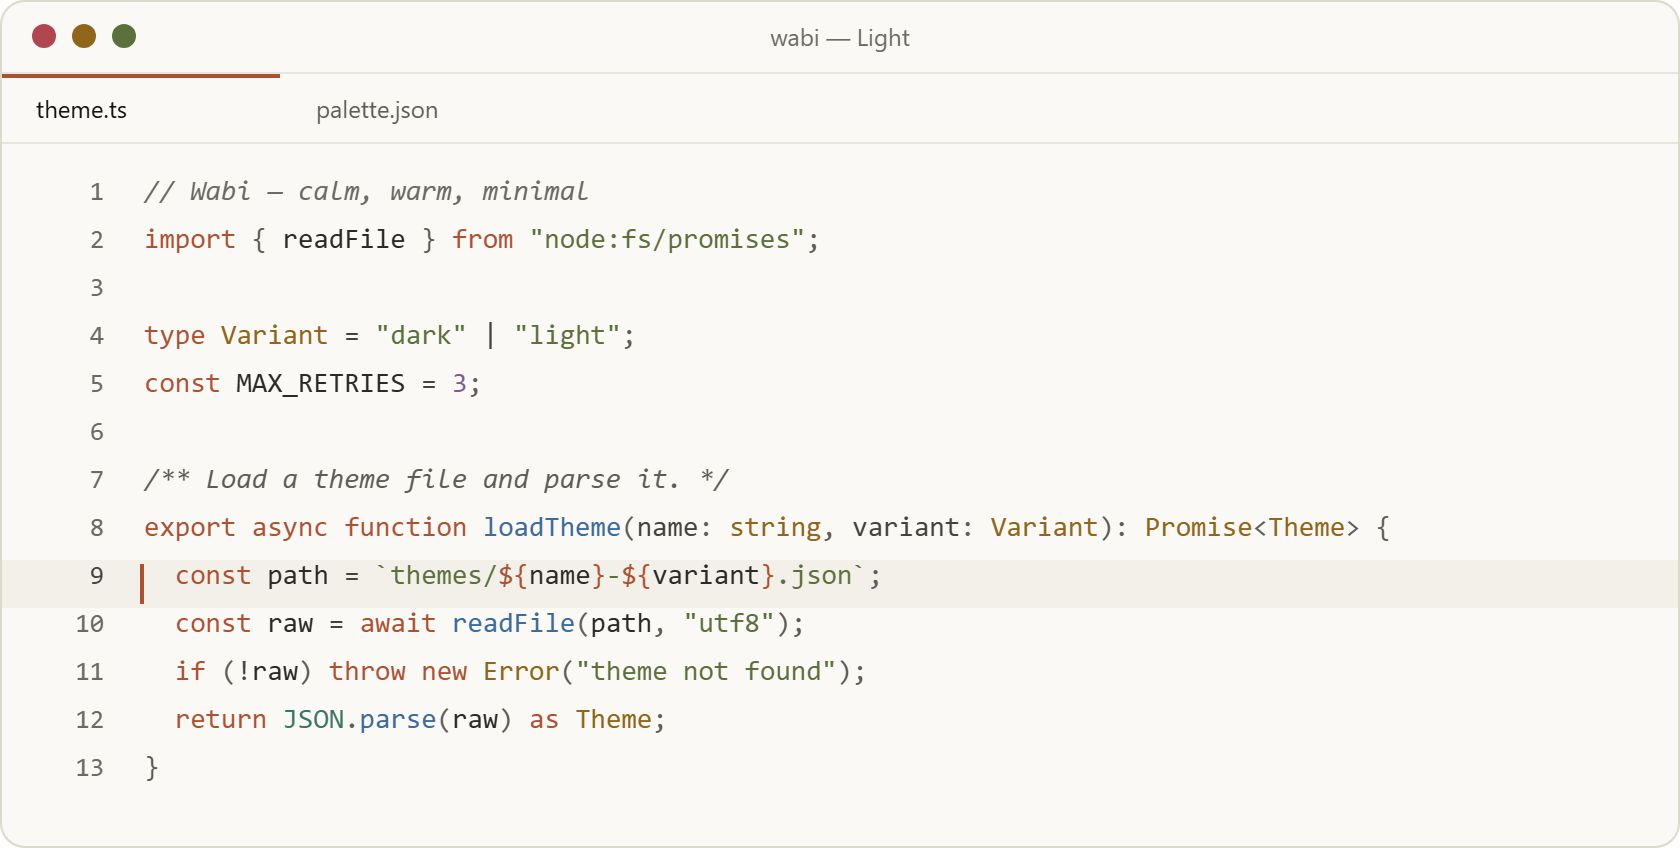 wabi — Light
theme.ts palette.json
1 // Wabi — calm, warm, minimal
2 import { readFile } from "node:fs/promises";
3
4 type Variant = "dark" | "light";
5 const MAX_RETRIES = 3;
6
7 /** Load a theme file and parse it. */
8 export async function loadTheme(name: string, variant: Variant): Promise<Theme> {
9   const path = `themes/${name}-${variant}.json`;
10   const raw = await readFile(path, "utf8");
11   if (!raw) throw new Error("theme not found");
12   return JSON.parse(raw) as Theme;
13 }